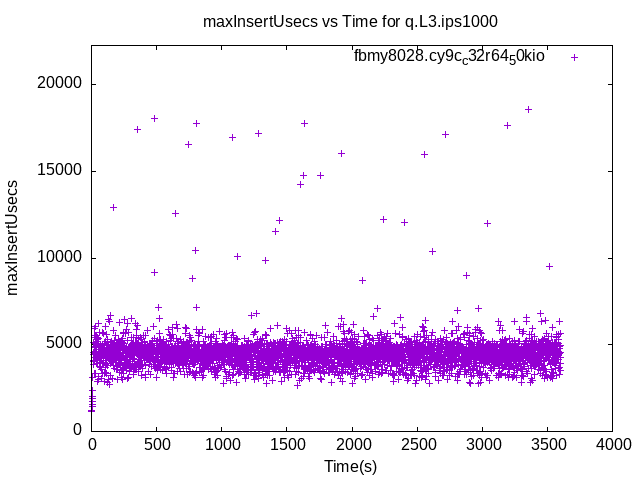 maxInsertUsecs vs Time for q.L3.ips1000
fbmy8028.cy9c_c32r64_50kio
20000
15000
10000
5000
0
maxInsertUsecs
0 500 1000 1500 2000 2500 3000 3500 4000
Time(s)